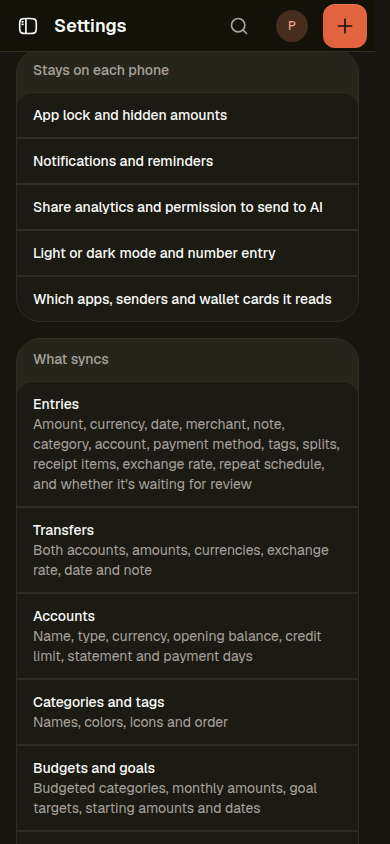 Settings
P
Stays on each phone
App lock and hidden amounts
Notifications and reminders
Share analytics and permission to send to AI
Light or dark mode and number entry
Which apps, senders and wallet cards it reads
What syncs
Entries
Amount, currency, date, merchant, note,
category, account, payment method, tags, splits,
receipt items, exchange rate, repeat schedule,
and whether it's waiting for review
Transfers
Both accounts, amounts, currencies, exchange
rate, date and note
Accounts
Name, type, currency, opening balance, credit
limit, statement and payment days
Categories and tags
Names, colors, icons and order
Budgets and goals
Budgeted categories, monthly amounts, goal
targets, starting amounts and dates